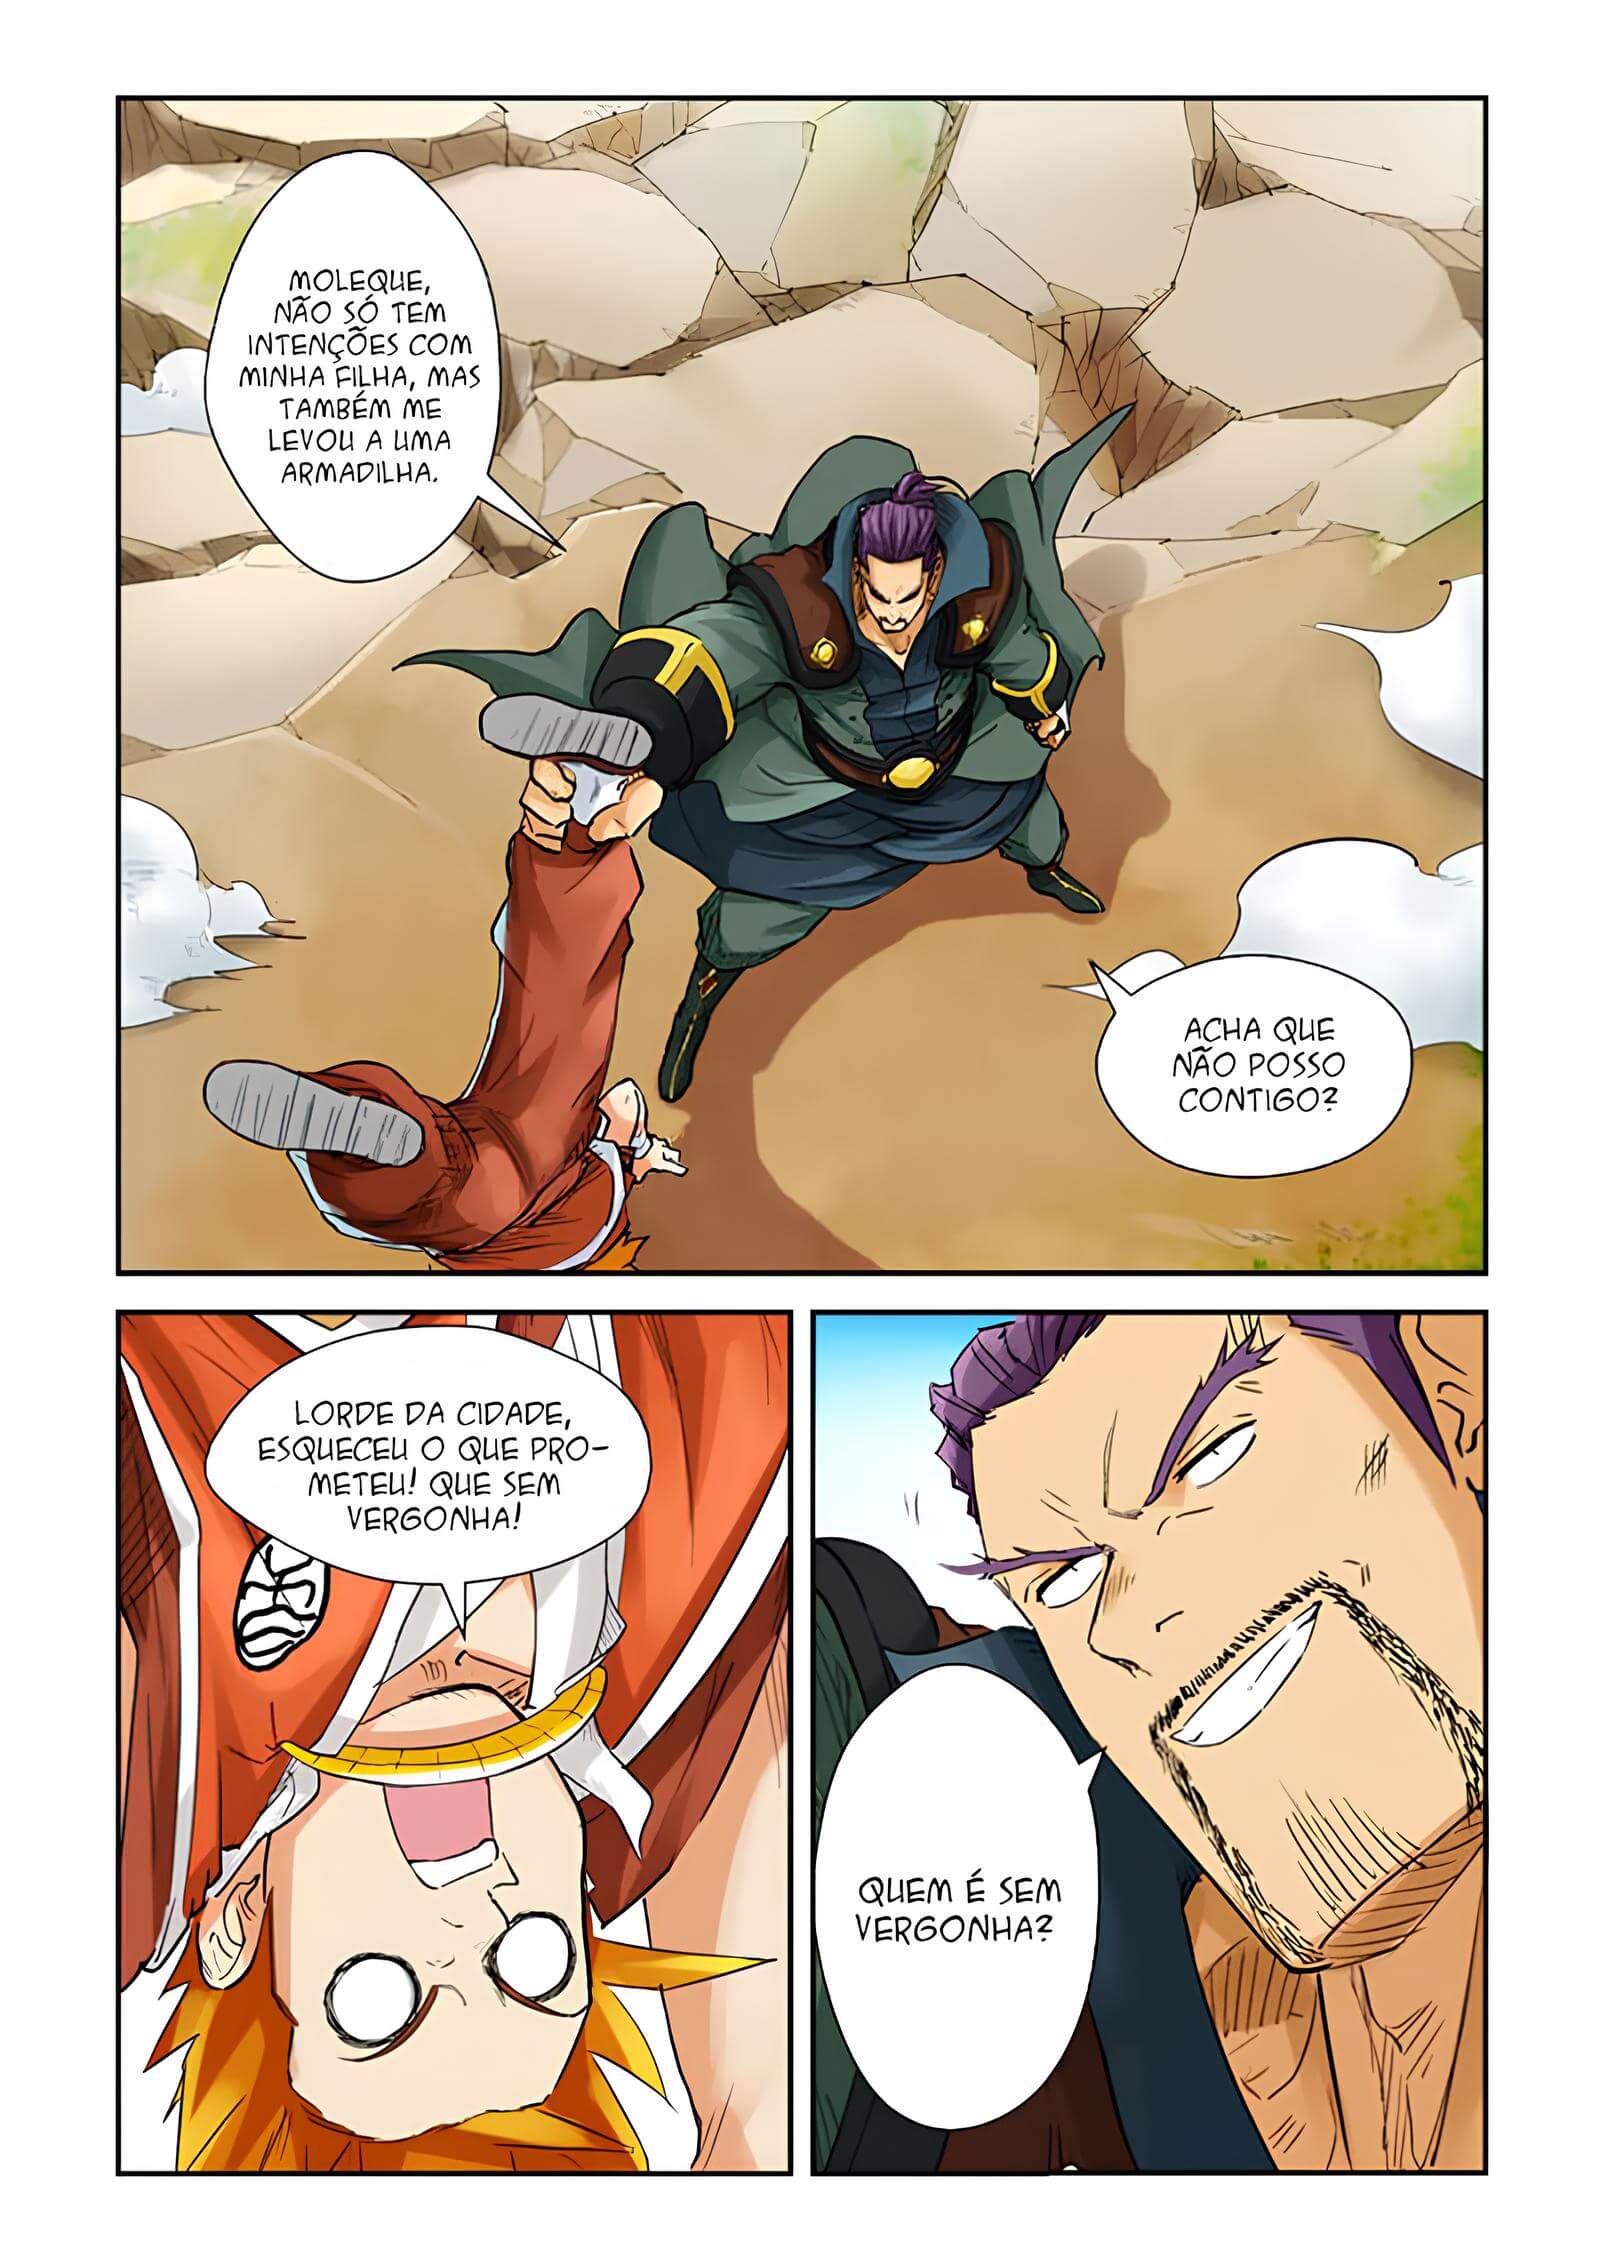 MOLEQUE,
NÃO SÓ TEM
INTENÇÕES COM
MINHA FILHA, MAS
TAMBÉM ME
LEVOU A UMA
ARMADILHA.
ACHA QUE
NÃO POSSO
CONTIGO?
LORDE DA CIDADE,
ESQUECEU O QUE PRO-
METEU! QUE SEM
VERGONHA!
QUEM É SEM
VERGONHA?